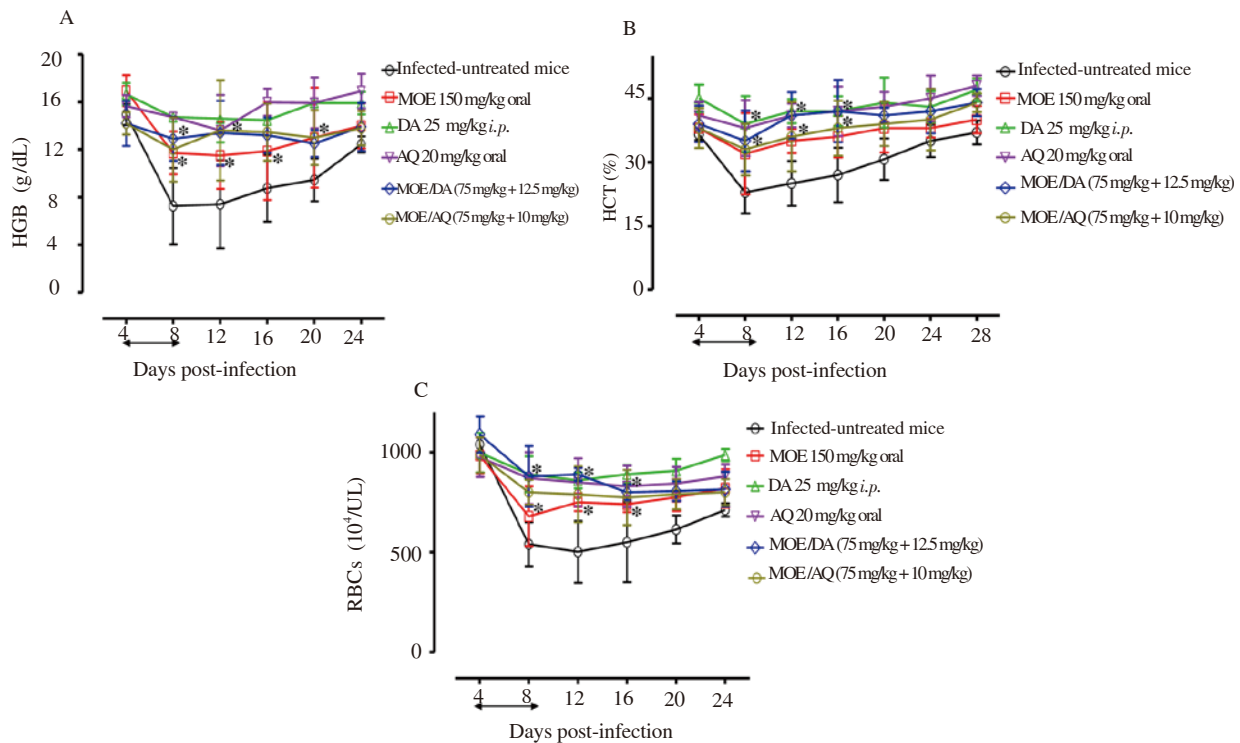 A
HGB (g/dL)
20
16
12
8
4
0
4 8 12 16 20 24
Days post-infection
Infected-untreated mice
MOE 150 mg/kg oral
DA 25 mg/kg i.p.
AQ 20 mg/kg oral
MOE/DA (75 mg/kg + 12.5 mg/kg)
MOE/AQ (75 mg/kg + 10 mg/kg)
* * * * * *
B
HCT (%)
45
30
15
0
4 8 12 16 20 24 28
Days post-infection
Infected-untreated mice
MOE 150 mg/kg oral
DA 25 mg/kg i.p.
AQ 20 mg/kg oral
MOE/DA (75 mg/kg + 12.5 mg/kg)
MOE/AQ (75 mg/kg + 10 mg/kg)
* * * * * *
C
RBCs (10⁴/UL)
1000
500
0
4 8 12 16 20 24
Days post-infection
Infected-untreated mice
MOE 150 mg/kg oral
DA 25 mg/kg i.p.
AQ 20 mg/kg oral
MOE/DA (75 mg/kg + 12.5 mg/kg)
MOE/AQ (75 mg/kg + 10 mg/kg)
* * * * * *